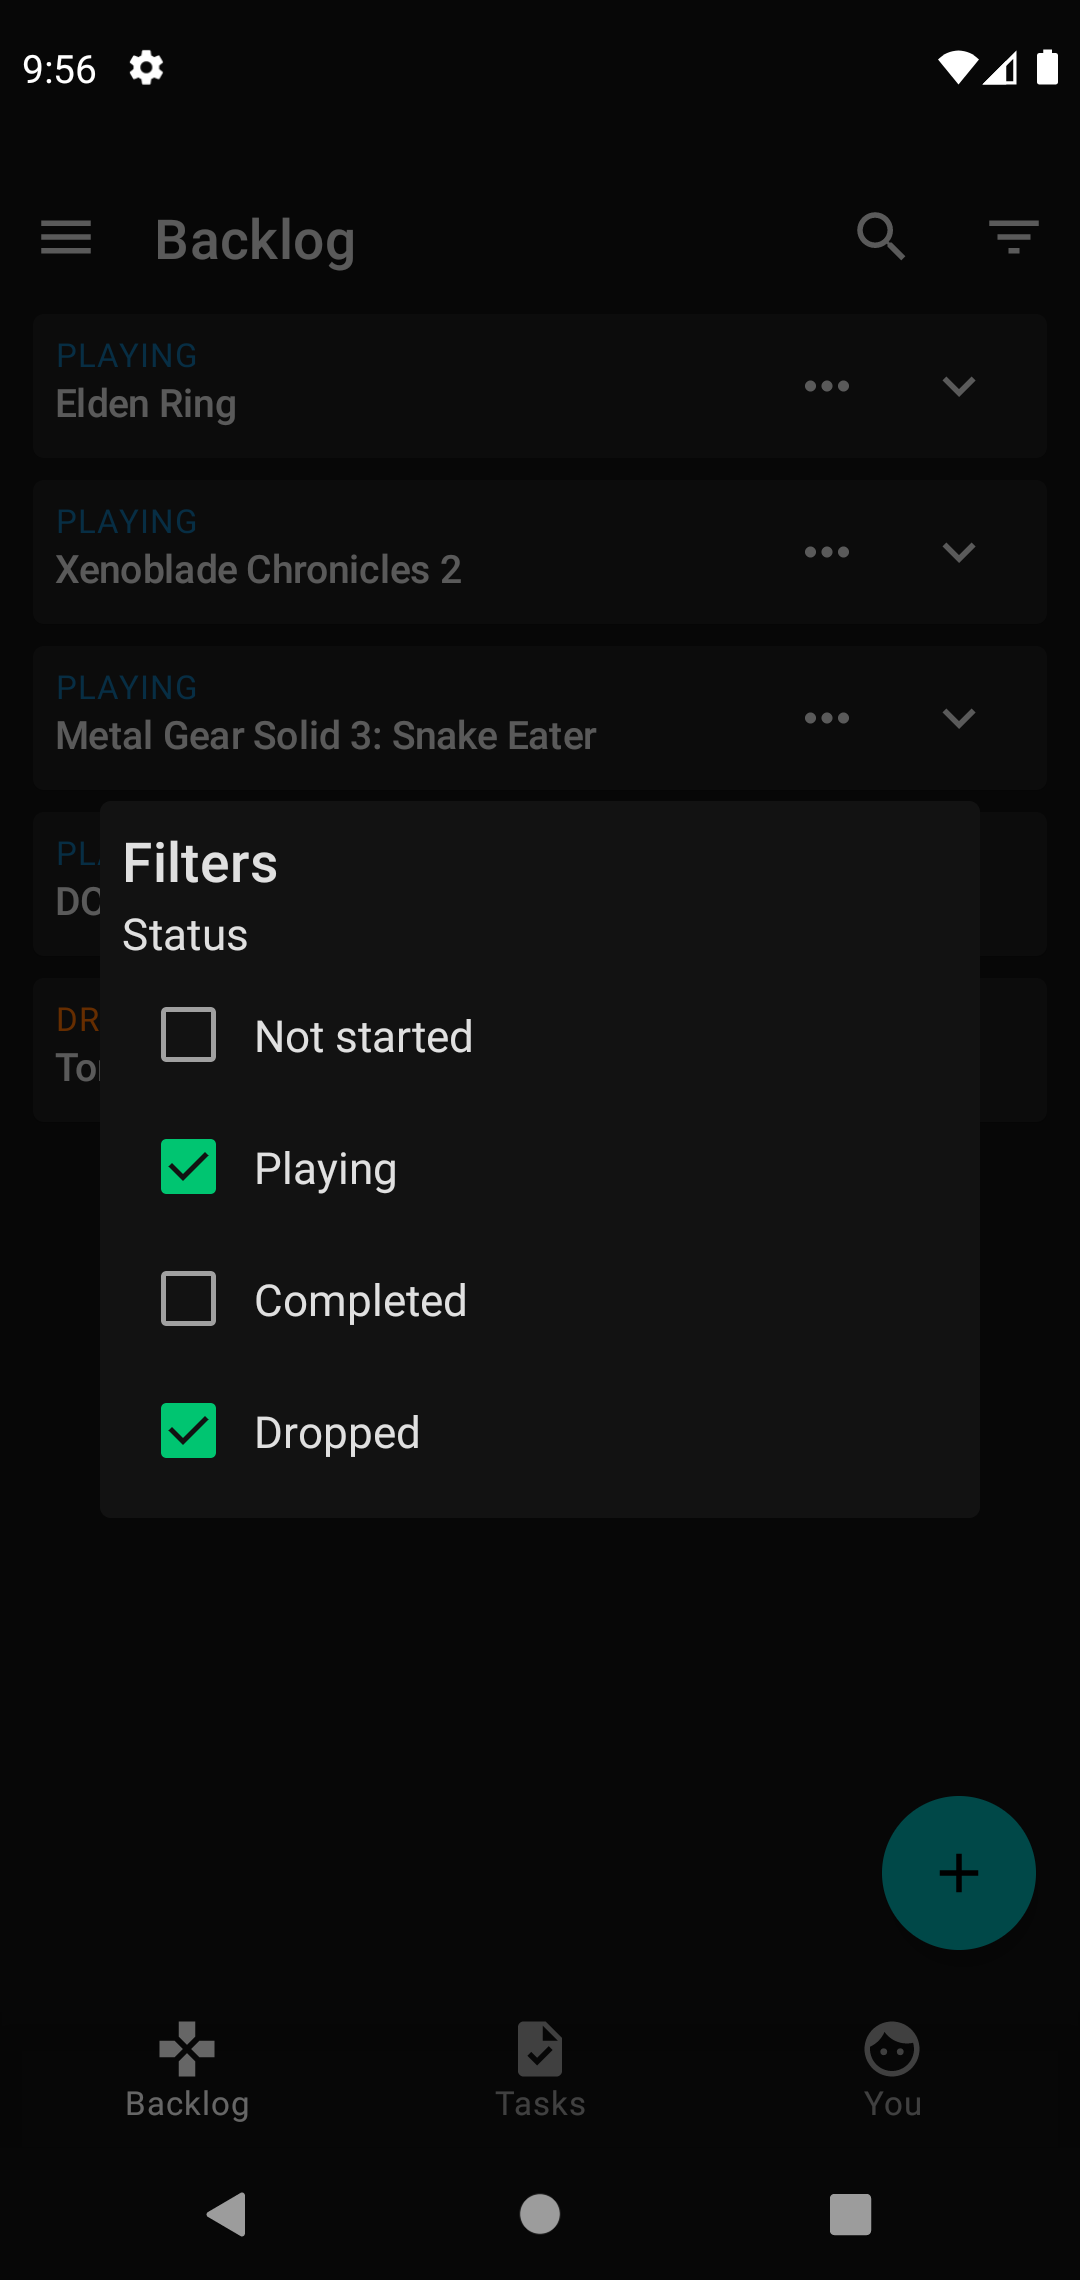 9:56
Backlog
PLAYING
Elden Ring
PLAYING
Xenoblade Chronicles 2
PLAYING
Metal Gear Solid 3: Snake Eater
Filters
Status
Not started
Playing
Completed
Dropped
Backlog
Tasks
You